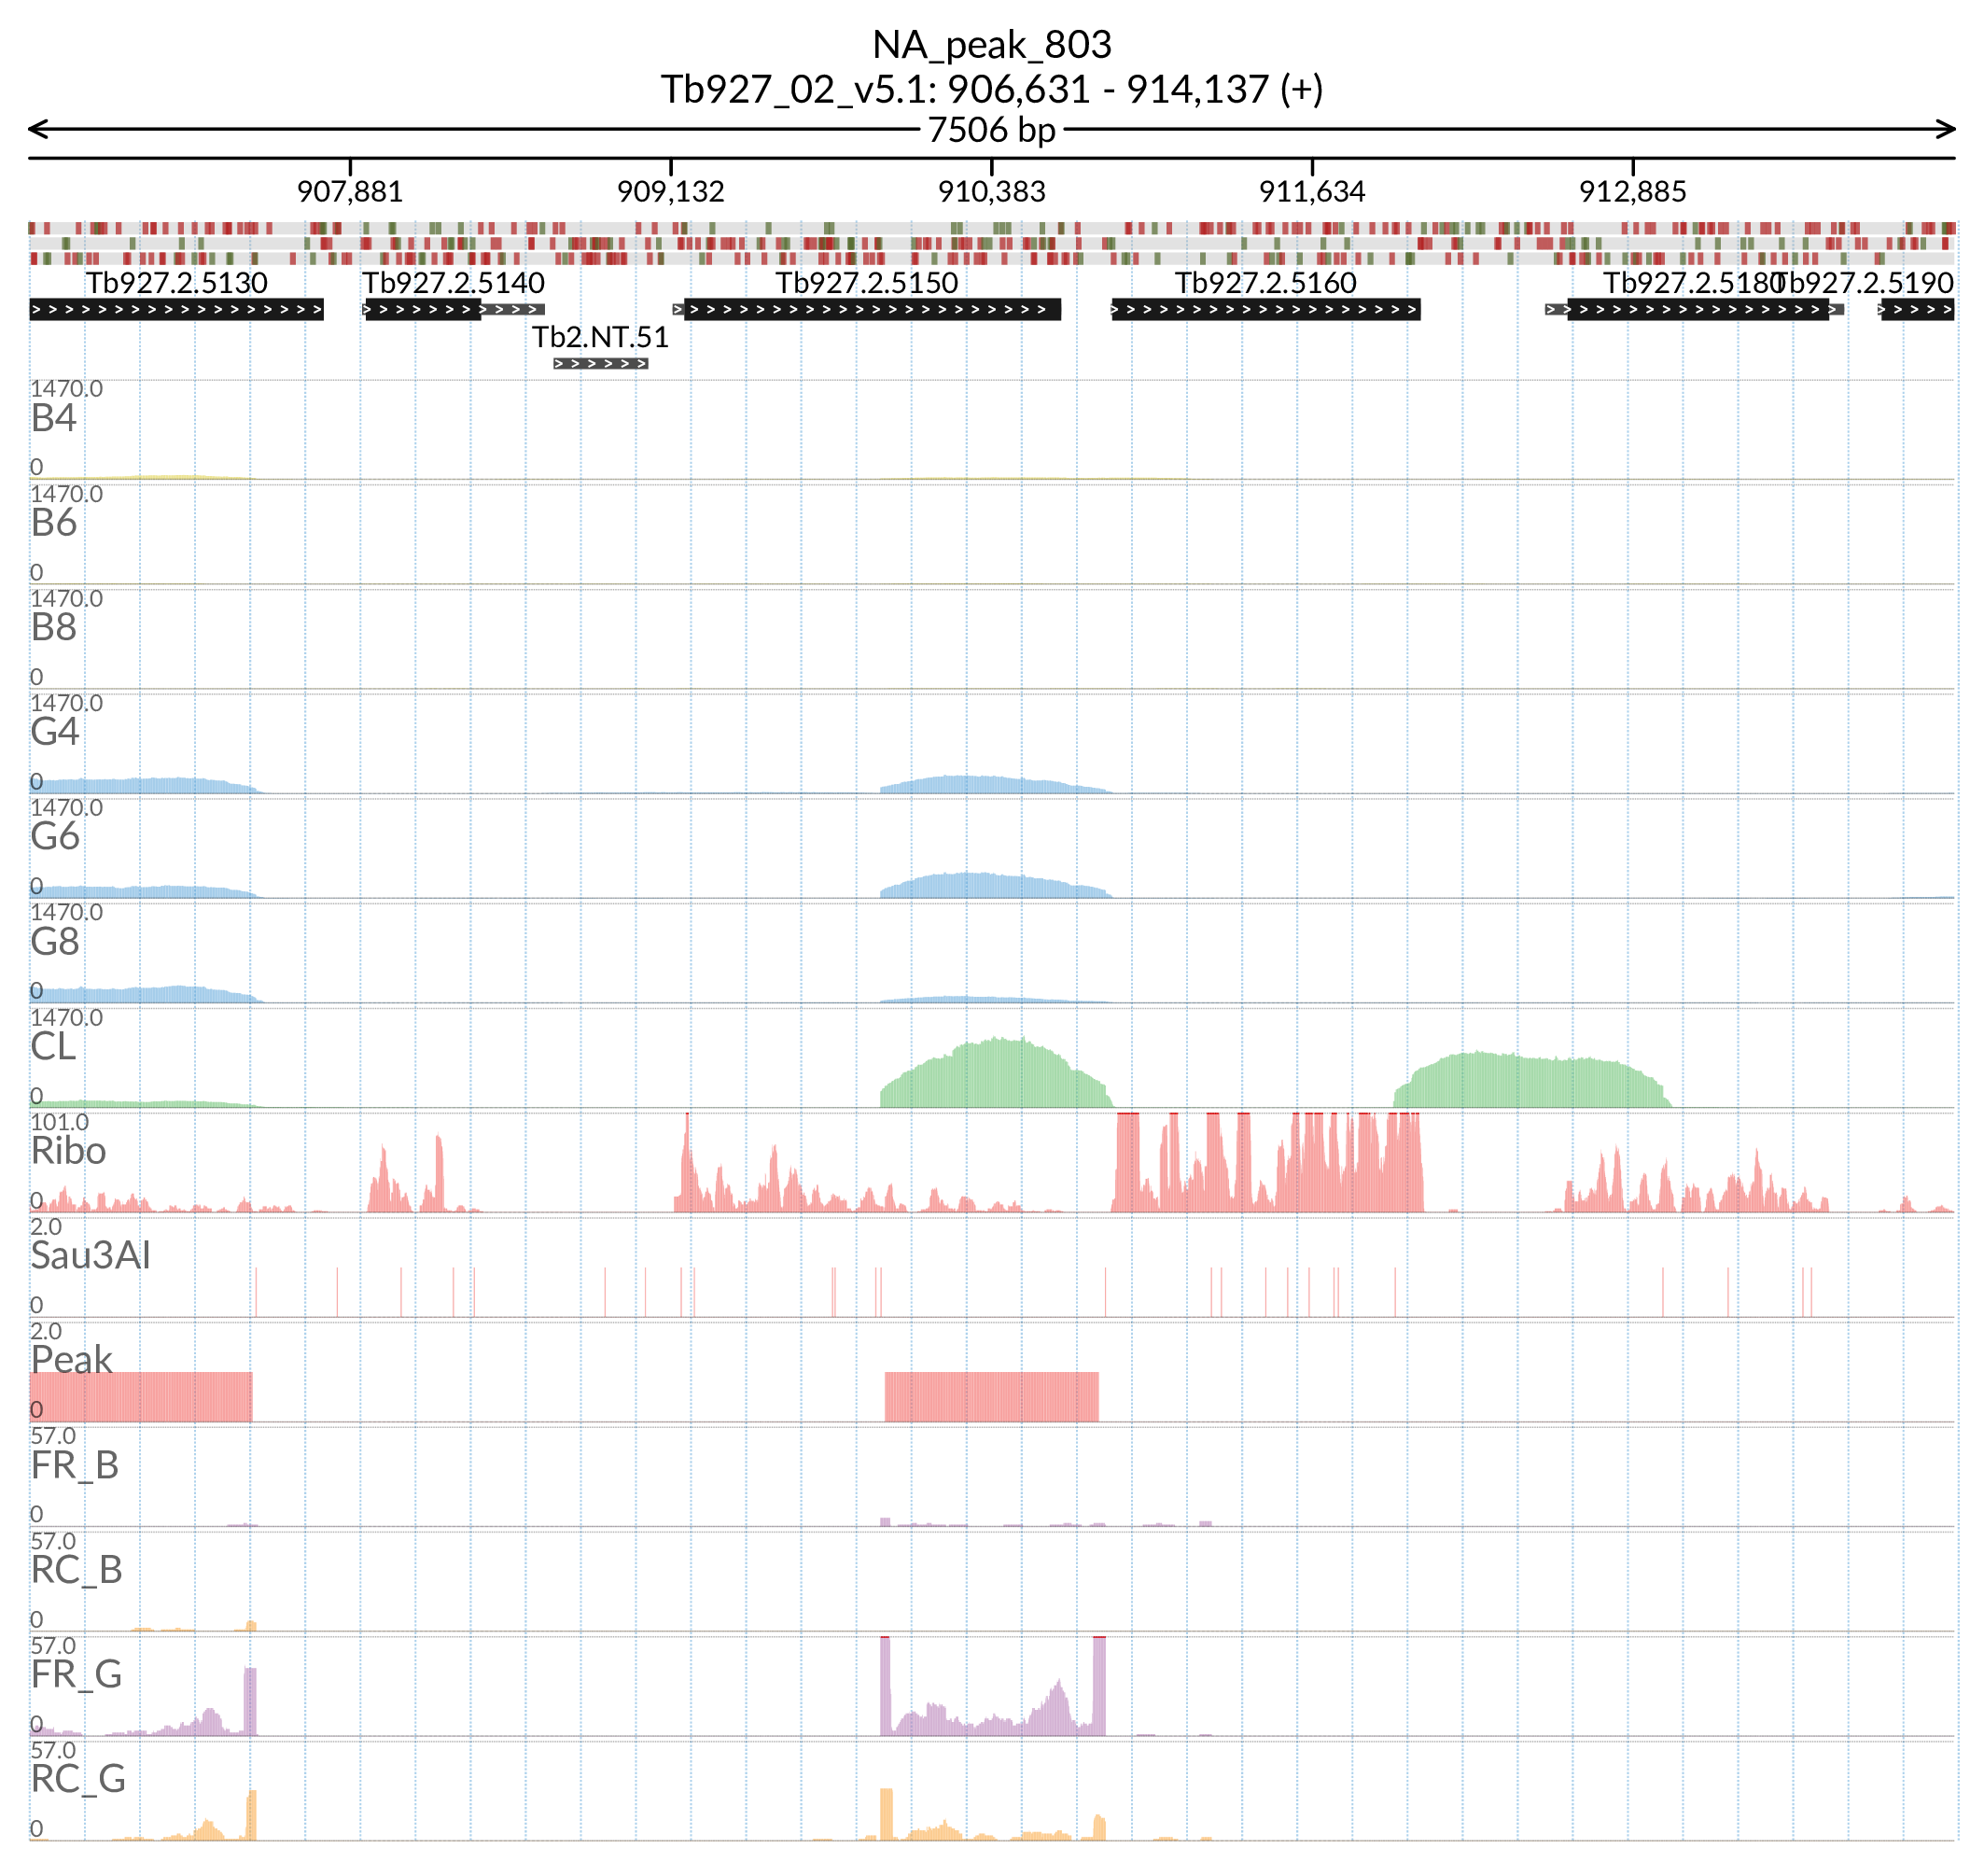 NA_peak_803
Tb927_02_v5.1: 906,631 - 914,137 (+)
7506 bp
907,881 909,132 910,383 911,634 912,885
Tb927.2.5130 Tb927.2.5140 Tb927.2.5150 Tb927.2.5160 Tb927.2.5180 Tb927.2.5190
Tb2.NT.51
1470.0
B4
0
1470.0
B6
0
1470.0
B8
0
1470.0
G4
0
1470.0
G6
0
1470.0
G8
0
1470.0
CL
0
101.0
Ribo
0
2.0
Sau3AI
0
2.0
Peak
0
57.0
FR_B
0
57.0
RC_B
0
57.0
FR_G
0
57.0
RC_G
0